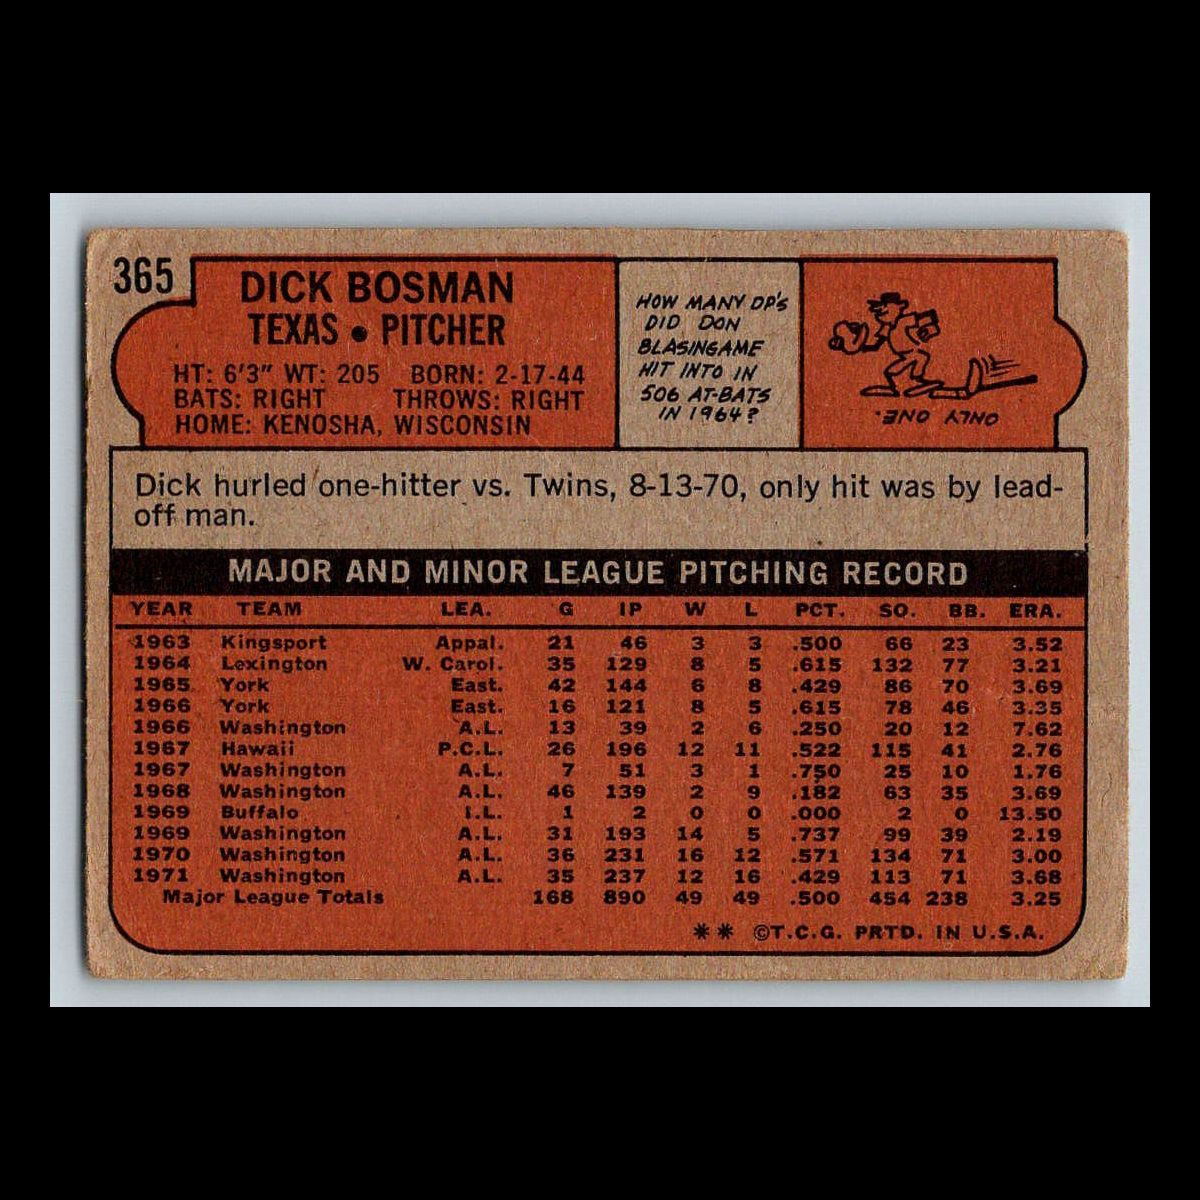 365
DICK BOSMAN
TEXAS • PITCHER
HT: 6'3" WT: 205 BORN: 2-17-44
BATS: RIGHT THROWS: RIGHT
HOME: KENOSHA, WISCONSIN
HOW MANY DP'S
DID DON
BLASINGAME
HIT INTO IN
506 AT-BATS
IN 1964?
ONLY ONE.
Dick hurled one-hitter vs. Twins, 8-13-70, only hit was by lead-
off man.
MAJOR AND MINOR LEAGUE PITCHING RECORD
YEAR TEAM LEA. G IP W L PCT. SO. BB. ERA.
1963 Kingsport Appal. 21 46 3 3 .500 66 23 3.52
1964 Lexington W. Carol. 35 129 8 5 .615 132 77 3.21
1965 York East. 42 144 6 8 .429 86 70 3.69
1966 York East. 16 121 8 5 .615 78 46 3.35
1966 Washington A.L. 13 39 2 6 .250 20 12 7.62
1967 Hawaii P.C.L. 26 196 12 11 .522 115 41 2.76
1967 Washington A.L. 7 51 3 1 .750 25 10 1.76
1968 Washington A.L. 46 139 2 9 .182 63 35 3.69
1969 Buffalo I.L. 1 2 0 0 .000 2 0 13.50
1969 Washington A.L. 31 193 14 5 .737 99 39 2.19
1970 Washington A.L. 36 231 16 12 .571 134 71 3.00
1971 Washington A.L. 35 237 12 16 .429 113 71 3.68
Major League Totals 168 890 49 49 .500 454 238 3.25
** ©T.C.G. PRTD. IN U.S.A.